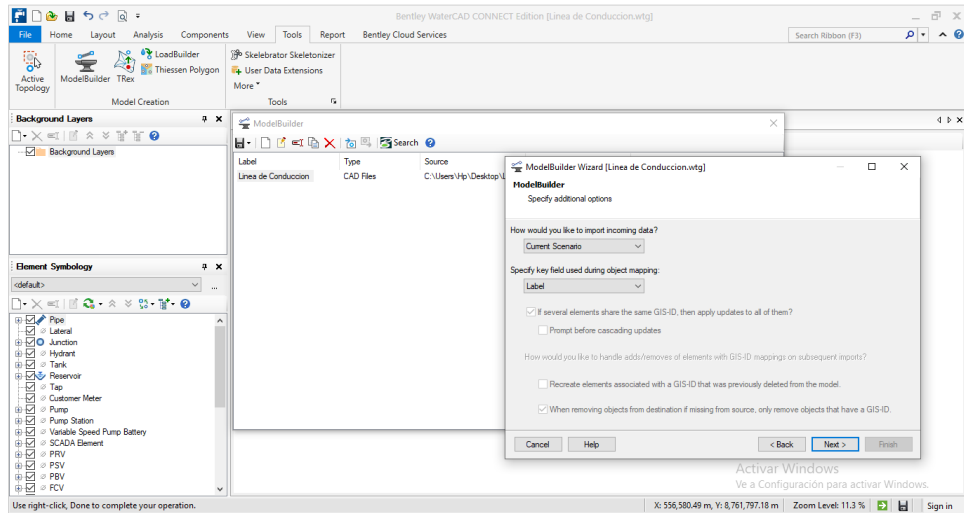 Bentley WaterCAD CONNECT Edition [Linea de Conduccion.wtg]
File Home Layout Analysis Components View Tools Report Bentley Cloud Services
Search Ribbon (F3)
Active Topology
ModelBuilder
TRex
LoadBuilder
Thiessen Polygon
Model Creation
Skelebrator Skeletonizer
User Data Extensions
More
Tools
Background Layers
Background Layers
Element Symbology
<default>
...
Pipe
Lateral
Junction
Hydrant
Tank
Reservoir
Tap
Customer Meter
Pump
Pump Station
Variable Speed Pump Battery
SCADA Element
PRV
PSV
PBV
FCV
ModelBuilder
Search
Label Type Source
Linea de Conduccion CAD Files C:\Users\Hp\Desktop\L
ModelBuilder Wizard [Linea de Conduccion.wtg]
ModelBuilder
Specify additional options
How would you like to import incoming data?
Current Scenario
Specify key field used during object mapping:
Label
If several elements share the same GIS-ID, then apply updates to all of them?
Prompt before cascading updates
How would you like to handle adds/removes of elements with GIS-ID mappings on subsequent imports?
Recreate elements associated with a GIS-ID that was previously deleted from the model.
When removing objects from destination if missing from source, only remove objects that have a GIS-ID.
Cancel Help < Back Next > Finish
Activar Windows
Ve a Configuración para activar Windows.
Use right-click, Done to complete your operation.
X: 556,580.49 m, Y: 8,761,797.18 m Zoom Level: 11.3 % Sign in